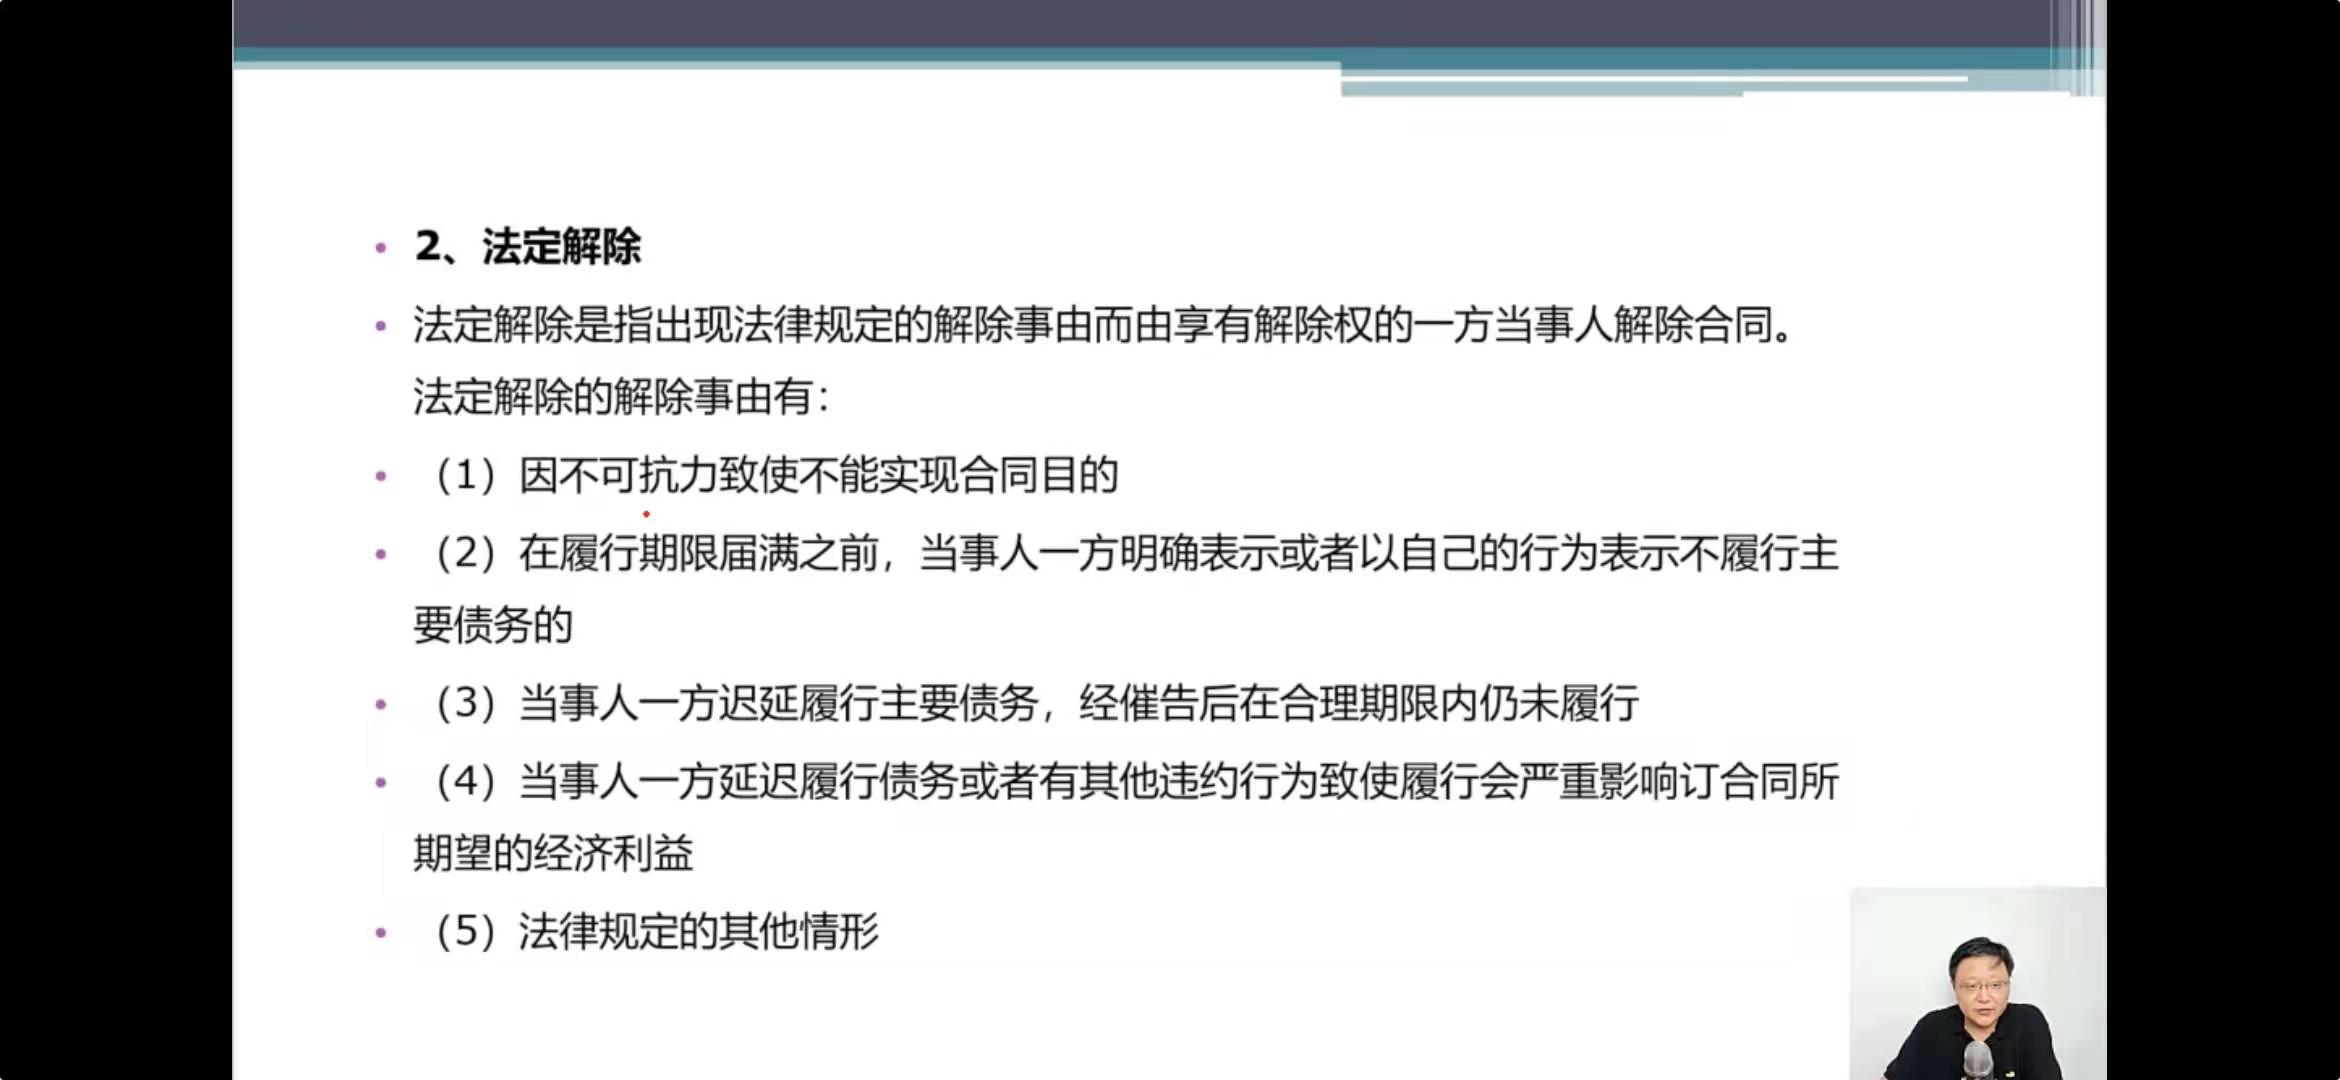 2、法定解除
法定解除是指出现法律规定的解除事由而由享有解除权的一方当事人解除合同。
法定解除的解除事由有：
（1）因不可抗力致使不能实现合同目的
（2）在履行期限届满之前，当事人一方明确表示或者以自己的行为表示不履行主
要债务的
（3）当事人一方迟延履行主要债务，经催告后在合理期限内仍未履行
（4）当事人一方延迟履行债务或者有其他违约行为致使履行会严重影响订合同所
期望的经济利益
（5）法律规定的其他情形